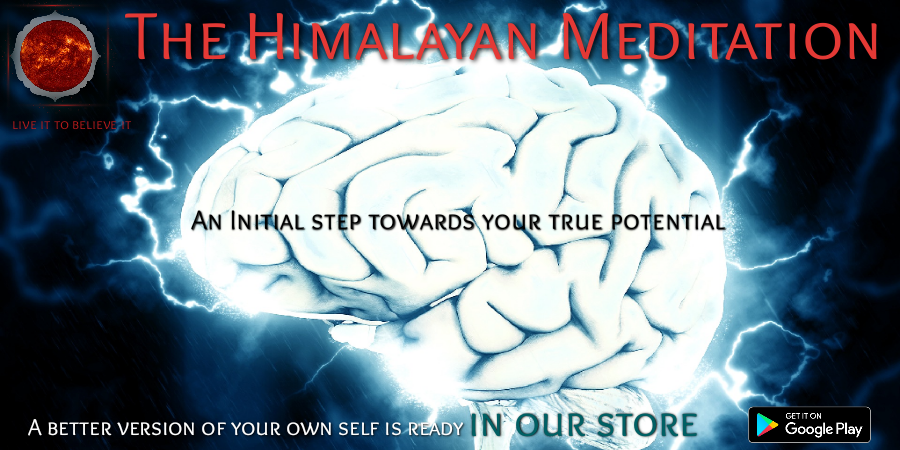 The Himalayan Meditation
LIVE IT TO BELIEVE IT
An Initial step towards your true potential
A better version of your own self is ready in our store
GET IT ON
Google Play